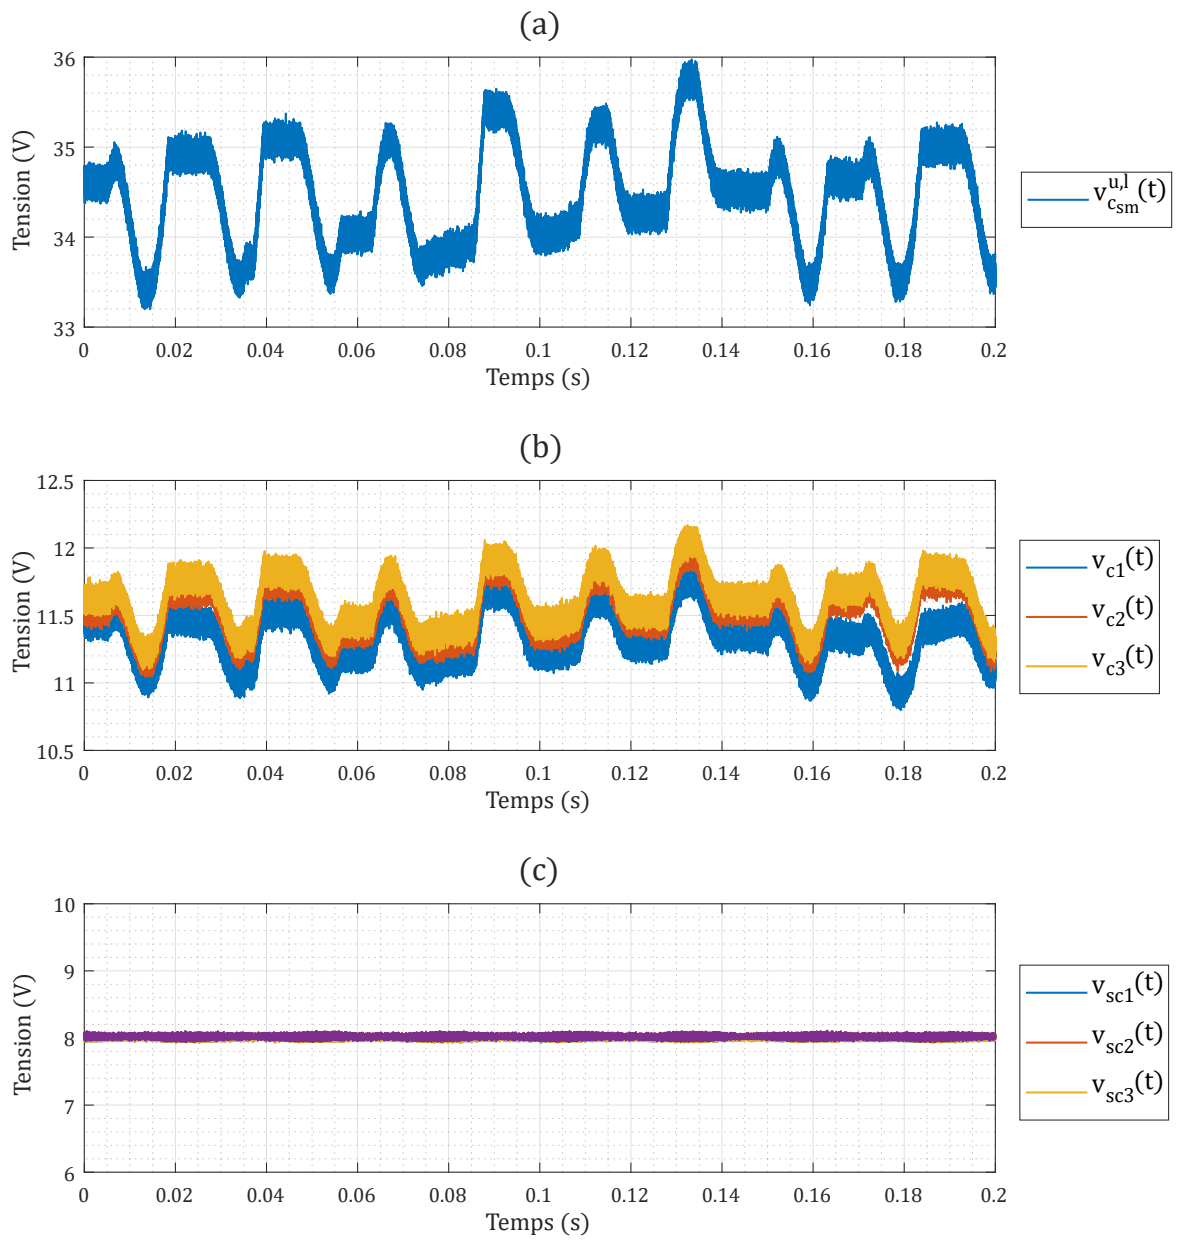 (a)
36
35
34
33
Tension (V)
0 0.02 0.04 0.06 0.08 0.1 0.12 0.14 0.16 0.18 0.2
Temps (s)
v_{c_{sm}}^{u,l}(t)
(b)
12.5
12
11.5
11
10.5
Tension (V)
0 0.02 0.04 0.06 0.08 0.1 0.12 0.14 0.16 0.18 0.2
Temps (s)
v_{c1}(t)
v_{c2}(t)
v_{c3}(t)
(c)
10
9
8
7
6
Tension (V)
0 0.02 0.04 0.06 0.08 0.1 0.12 0.14 0.16 0.18 0.2
Temps (s)
v_{sc1}(t)
v_{sc2}(t)
v_{sc3}(t)